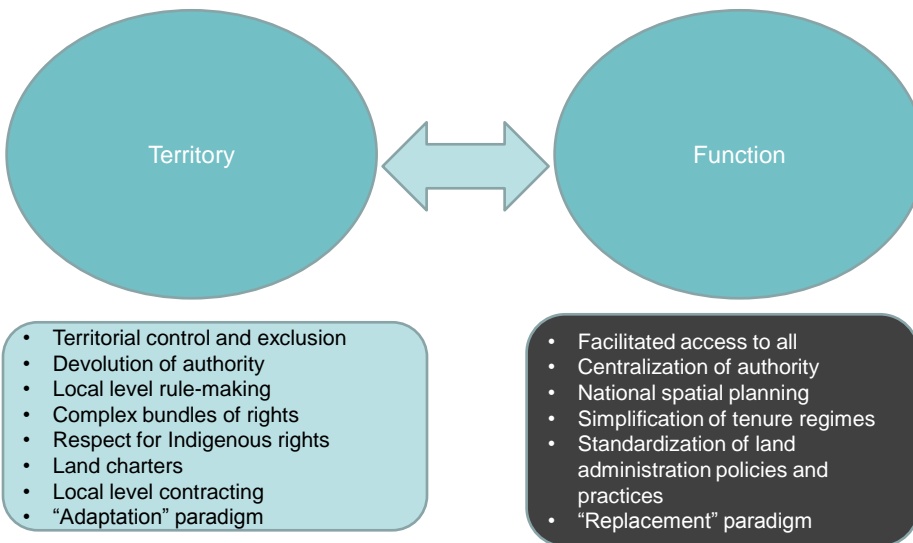 Territory
Function
• Territorial control and exclusion
• Devolution of authority
• Local level rule-making
• Complex bundles of rights
• Respect for Indigenous rights
• Land charters
• Local level contracting
• “Adaptation” paradigm
• Facilitated access to all
• Centralization of authority
• National spatial planning
• Simplification of tenure regimes
• Standardization of land
administration policies and
practices
• “Replacement” paradigm